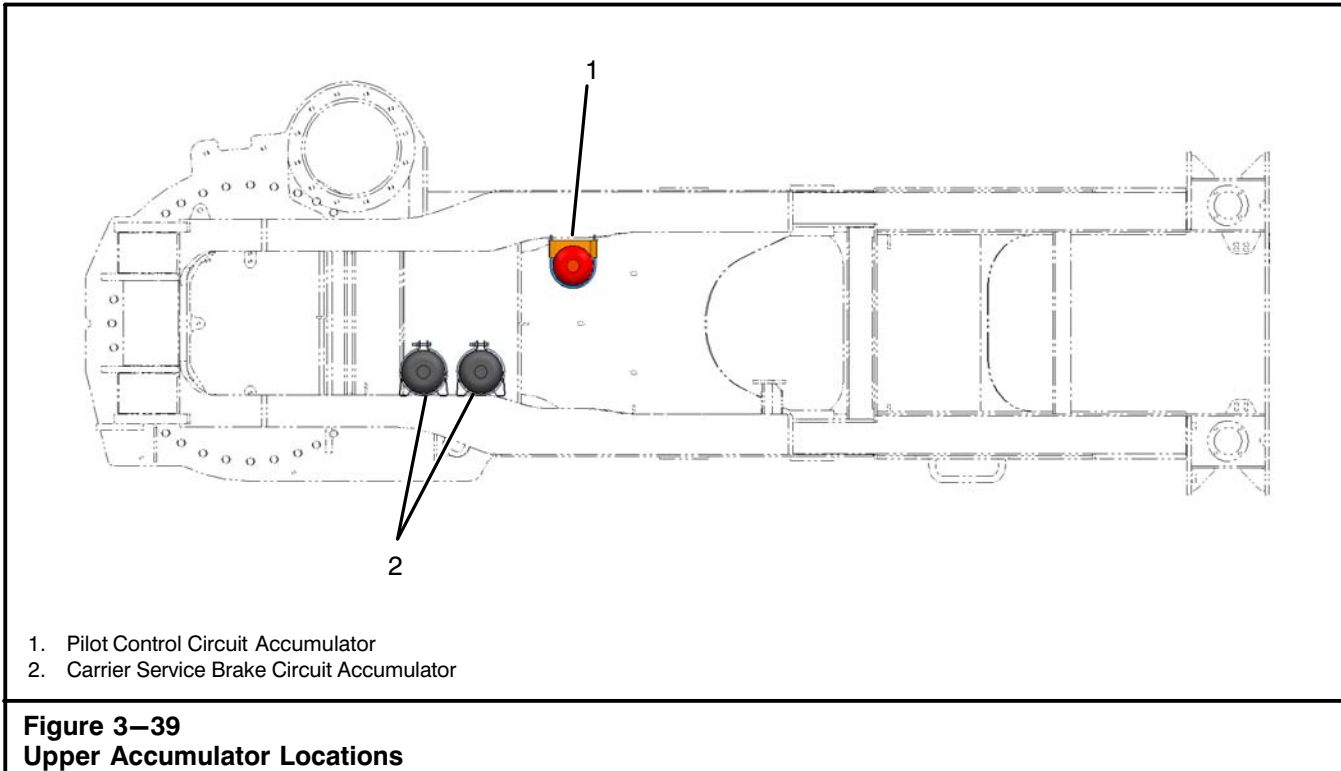 1
2
1. Pilot Control Circuit Accumulator
2. Carrier Service Brake Circuit Accumulator
Figure 3–39
Upper Accumulator Locations